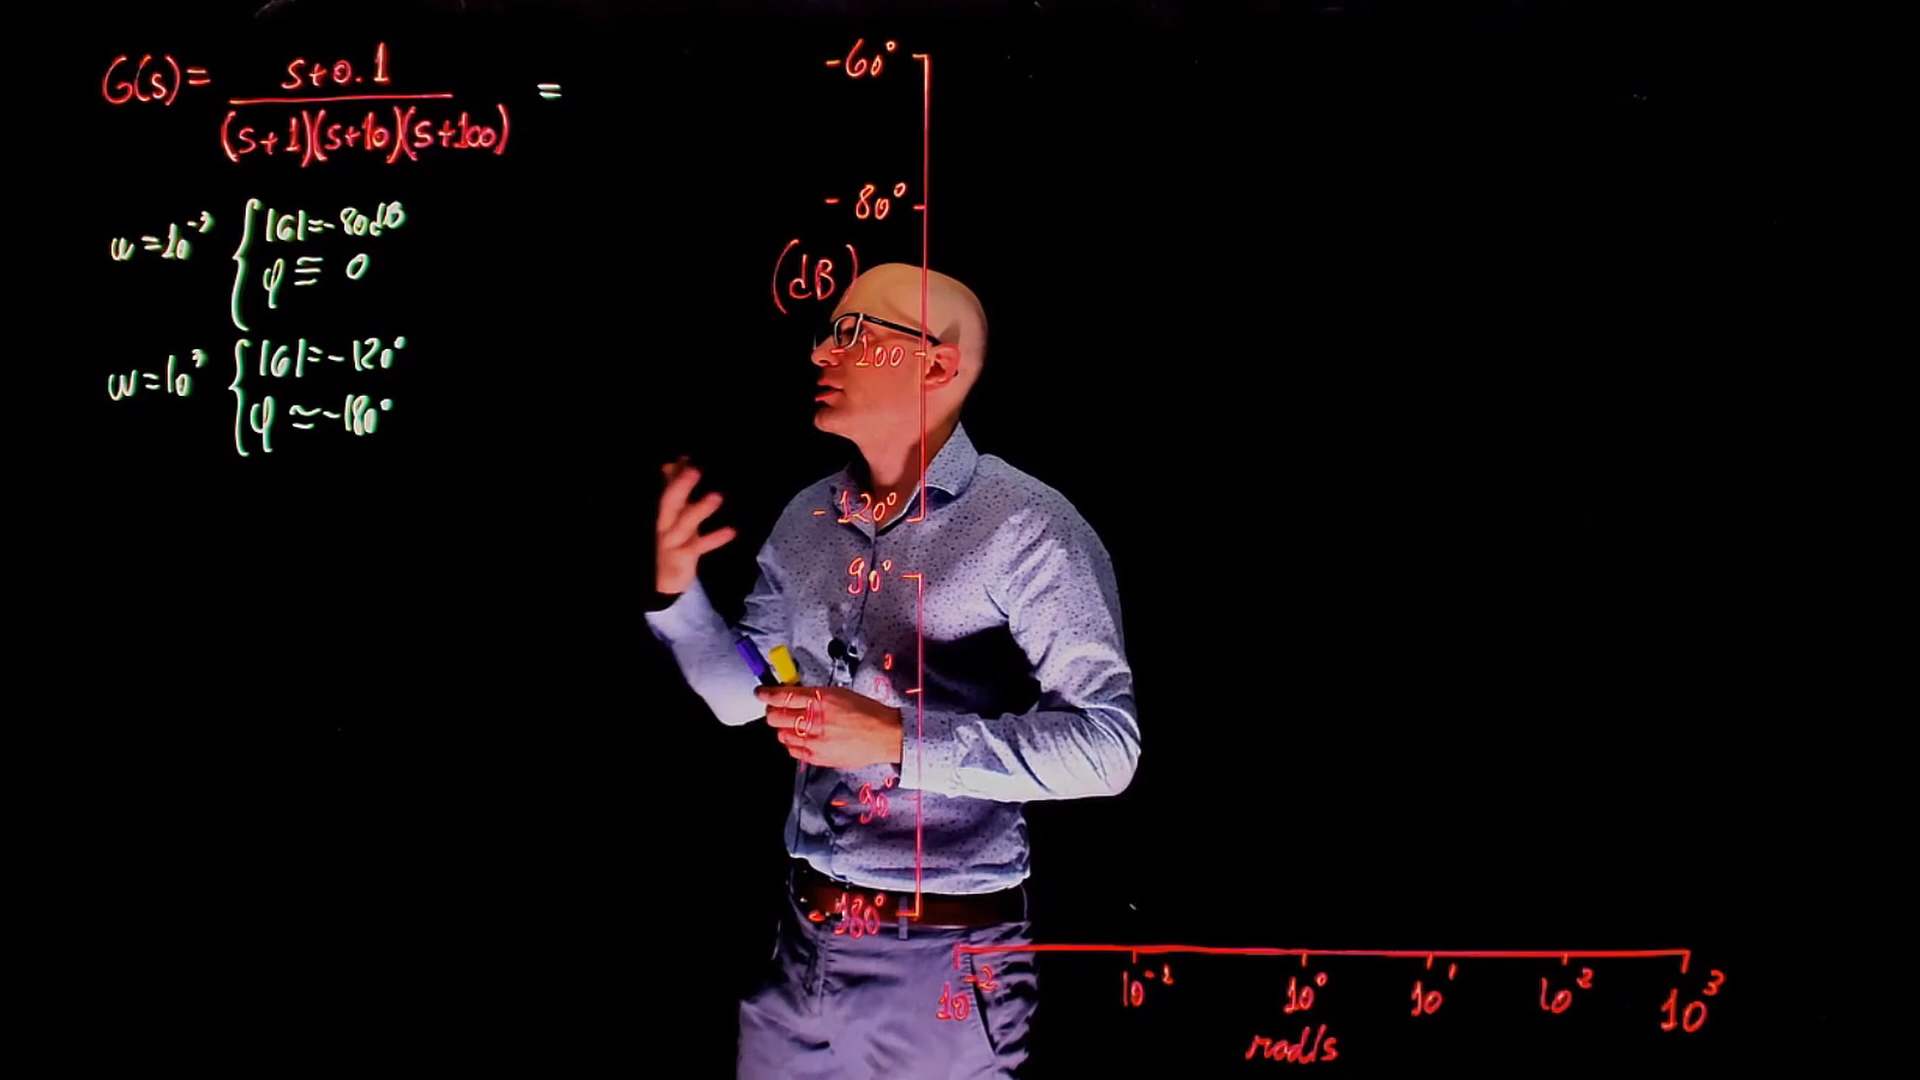 G(s)= s+0.1 =
(s+1)(s+10)(s+100)
ω=10⁻³ { |G|=-80dB
φ ≅ 0
ω=10³ { |G|=-120°
φ ≃ -180°
-60°
- 80°
(dB)
- 100
- 120°
90°
0°
(d)
- 90°
- 180°
10⁻² 10⁻¹ 10⁰ 10¹ 10² 10³
rad/s